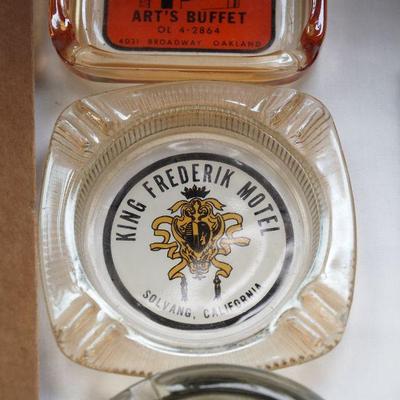 ART'S BUFFET
OL 4-2864
4031 BROADWAY OAKLAND
KING FREDERIK MOTEL
SOLVANG, CALIFORNIA